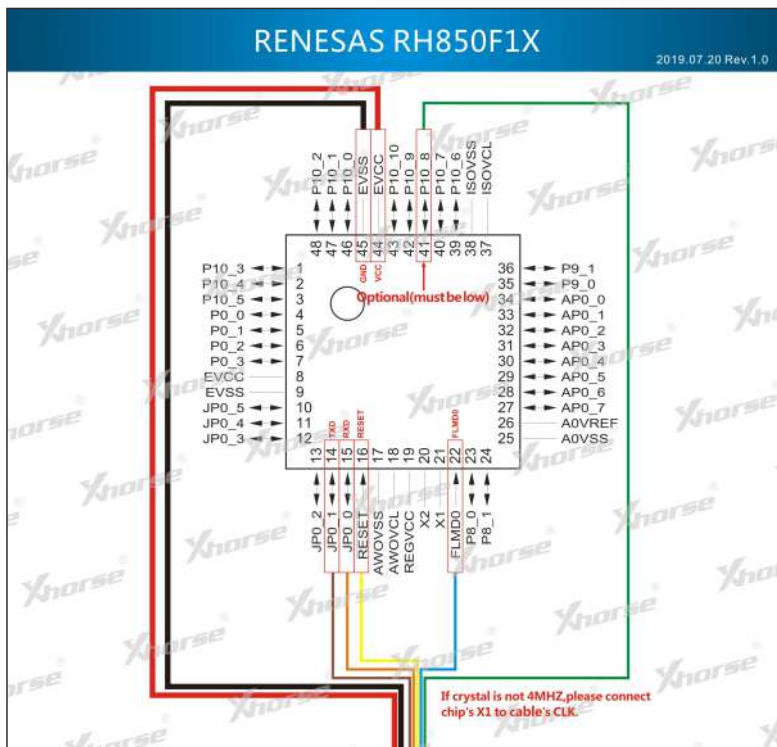 RENESAS RH850F1X
2019.07.20 Rev.1.0
P10_2
P10_1
P10_0
EVSS
EVCC
P10_10
P10_9
P10_8
P10_7
P10_6
ISOVSS
ISOVCL
48
47
46
45
44
43
42
41
40
39
38
37
GND
VCC
Optional(must be low)
P10_3 1
P10_4 2
P10_5 3
P0_0 4
P0_1 5
P0_2 6
P0_3 7
EVCC 8
EVSS 9
JP0_5 10
JP0_4 11
JP0_3 12
36 P9_1
35 P9_0
34 AP0_0
33 AP0_1
32 AP0_2
31 AP0_3
30 AP0_4
29 AP0_5
28 AP0_6
27 AP0_7
26 A0VREF
25 A0VSS
TXD
RXD
RESET
FLMD0
13
14
15
16
17
18
19
20
21
22
23
24
JP0_2
JP0_1
JP0_0
RESET
AWOVSS
AWOVCL
REGVCC
X2
X1
FLMD0
P8_0
P8_1
If crystal is not 4MHZ,please connect
chip's X1 to cable's CLK.
Xhorse